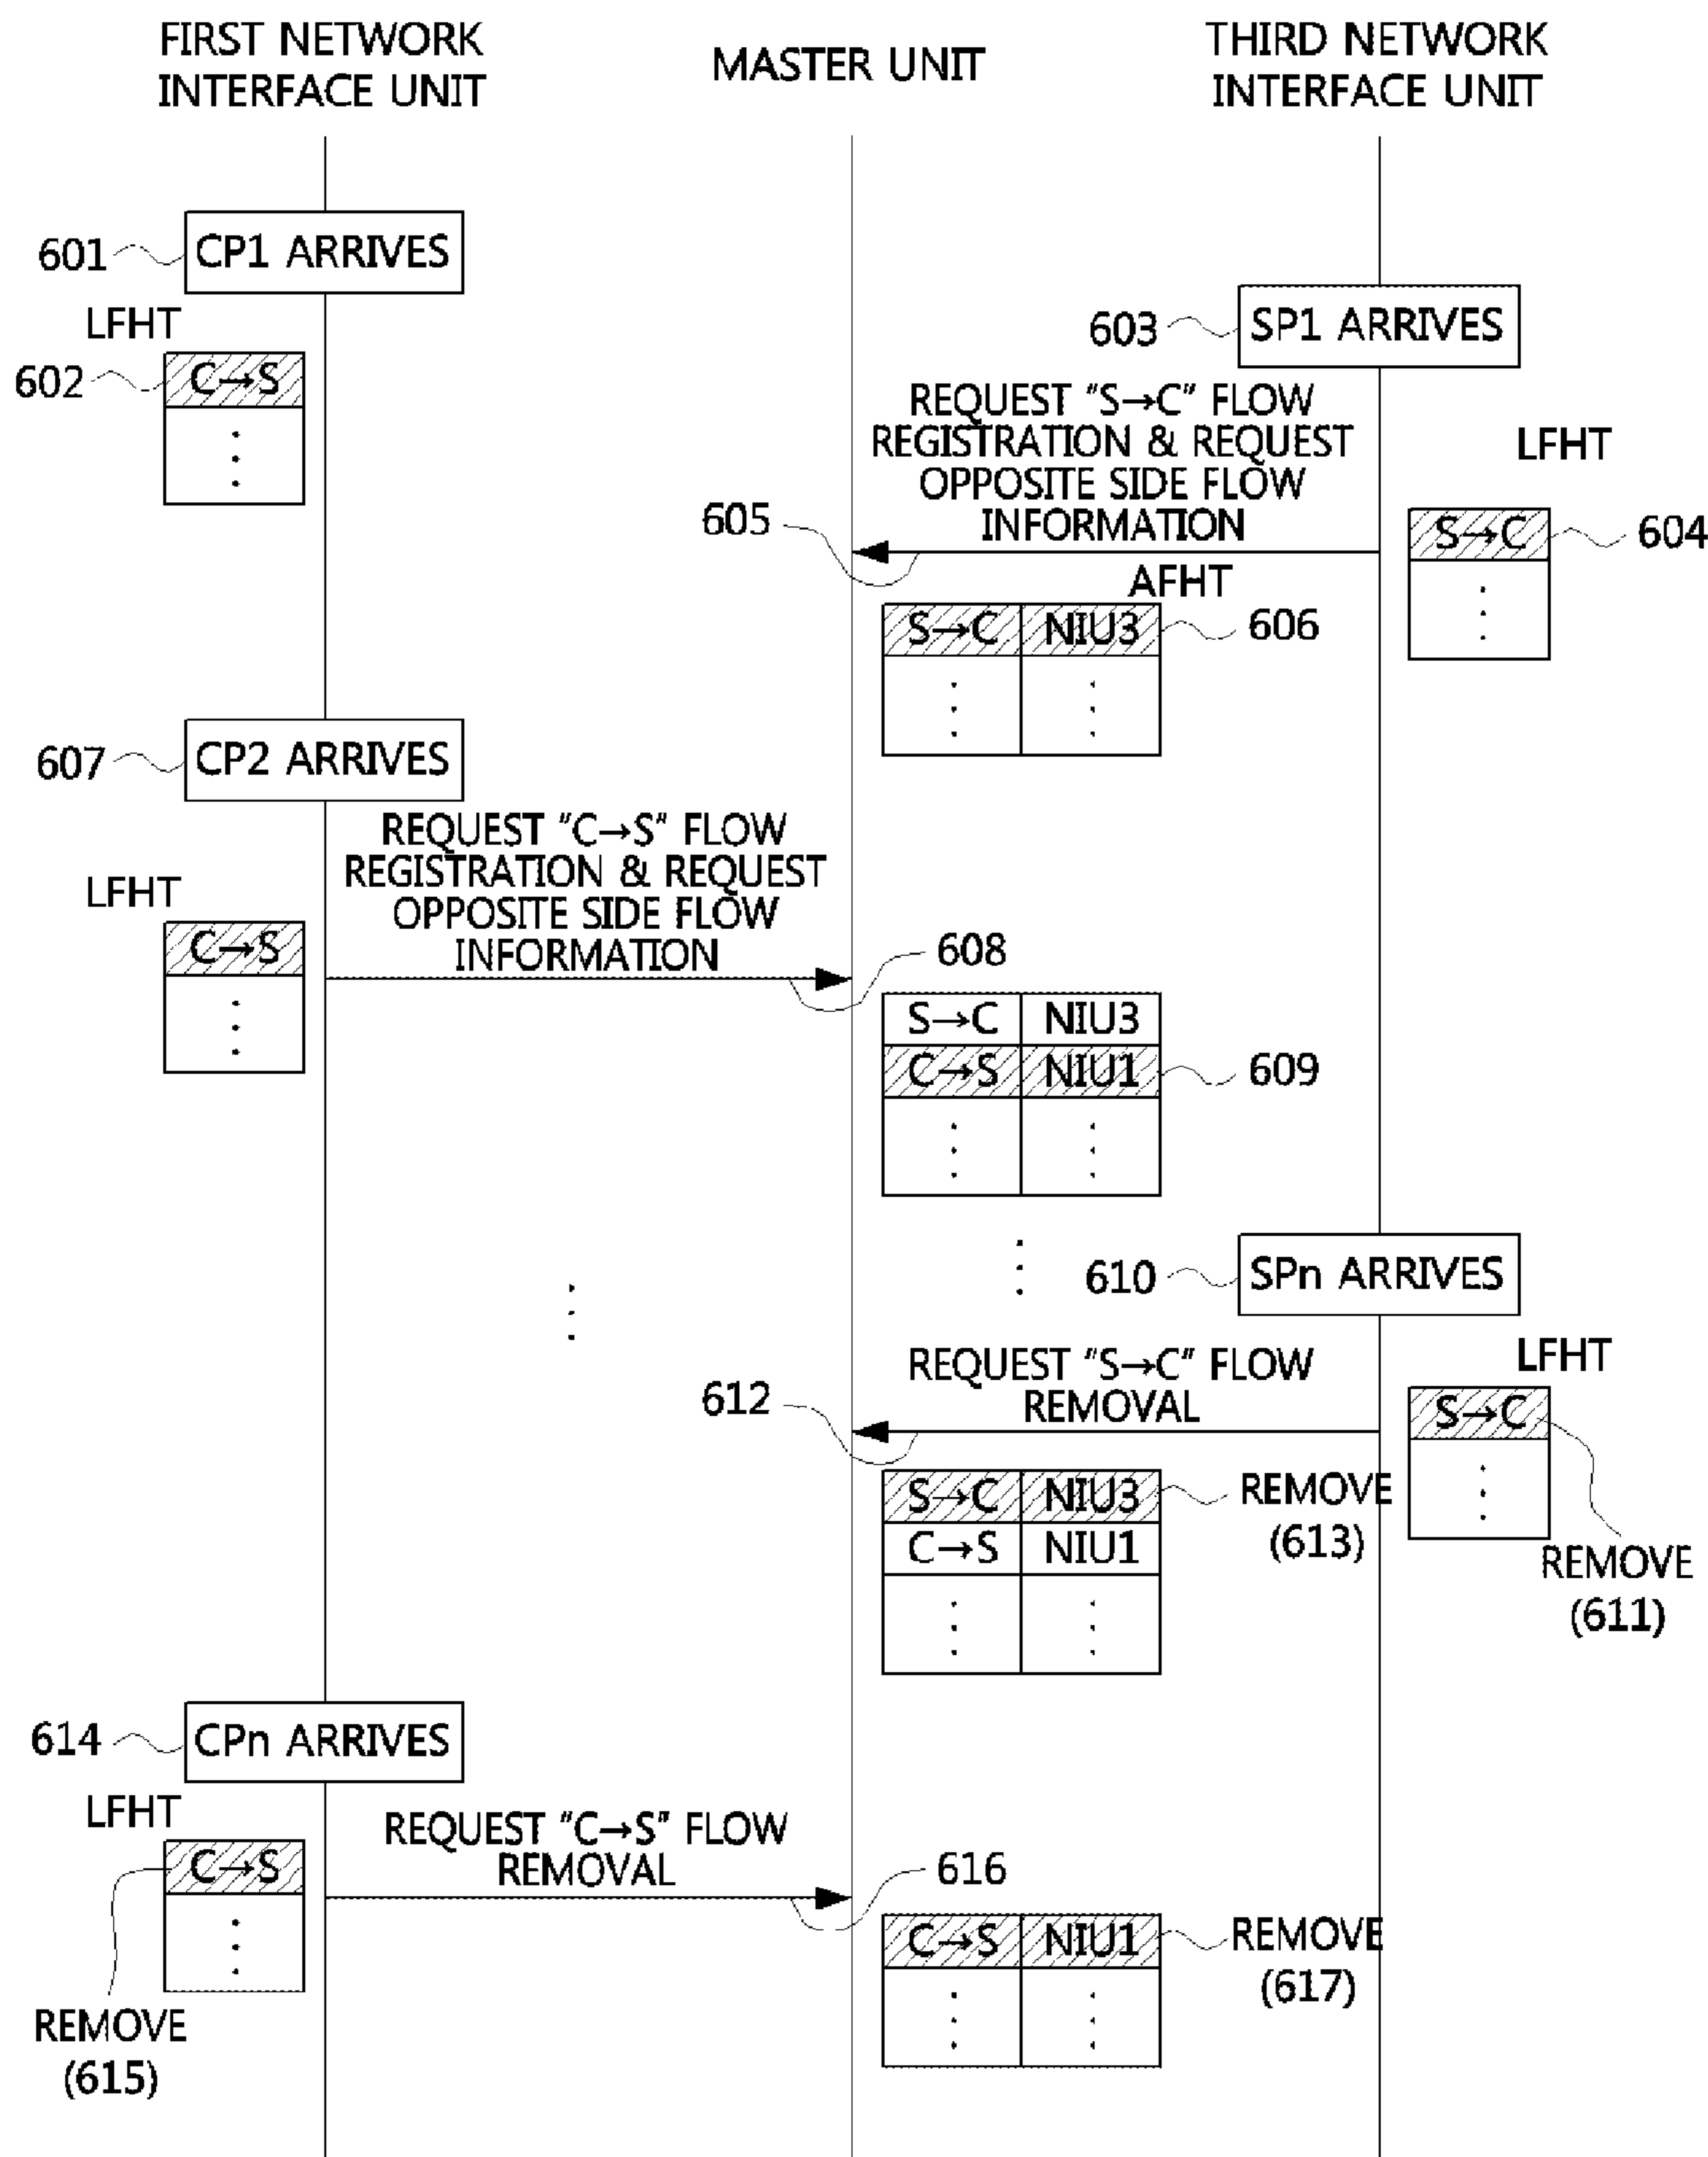 FIRST NETWORK
INTERFACE UNIT
MASTER UNIT
THIRD NETWORK
INTERFACE UNIT
601
CP1 ARRIVES
LFHT
602
C→S
603
SP1 ARRIVES
REQUEST "S→C" FLOW
REGISTRATION & REQUEST
OPPOSITE SIDE FLOW
INFORMATION
605
LFHT
S→C
604
AFHT
S→C NIU3
606
607
CP2 ARRIVES
REQUEST "C→S" FLOW
REGISTRATION & REQUEST
OPPOSITE SIDE FLOW
INFORMATION
LFHT
C→S
608
S→C NIU3
C→S NIU1
609
610
SPn ARRIVES
REQUEST "S→C" FLOW
REMOVAL
612
LFHT
S→C
REMOVE
(611)
S→C NIU3
C→S NIU1
REMOVE
(613)
614
CPn ARRIVES
LFHT
C→S
REMOVE
(615)
REQUEST "C→S" FLOW
REMOVAL
616
C→S NIU1
REMOVE
(617)